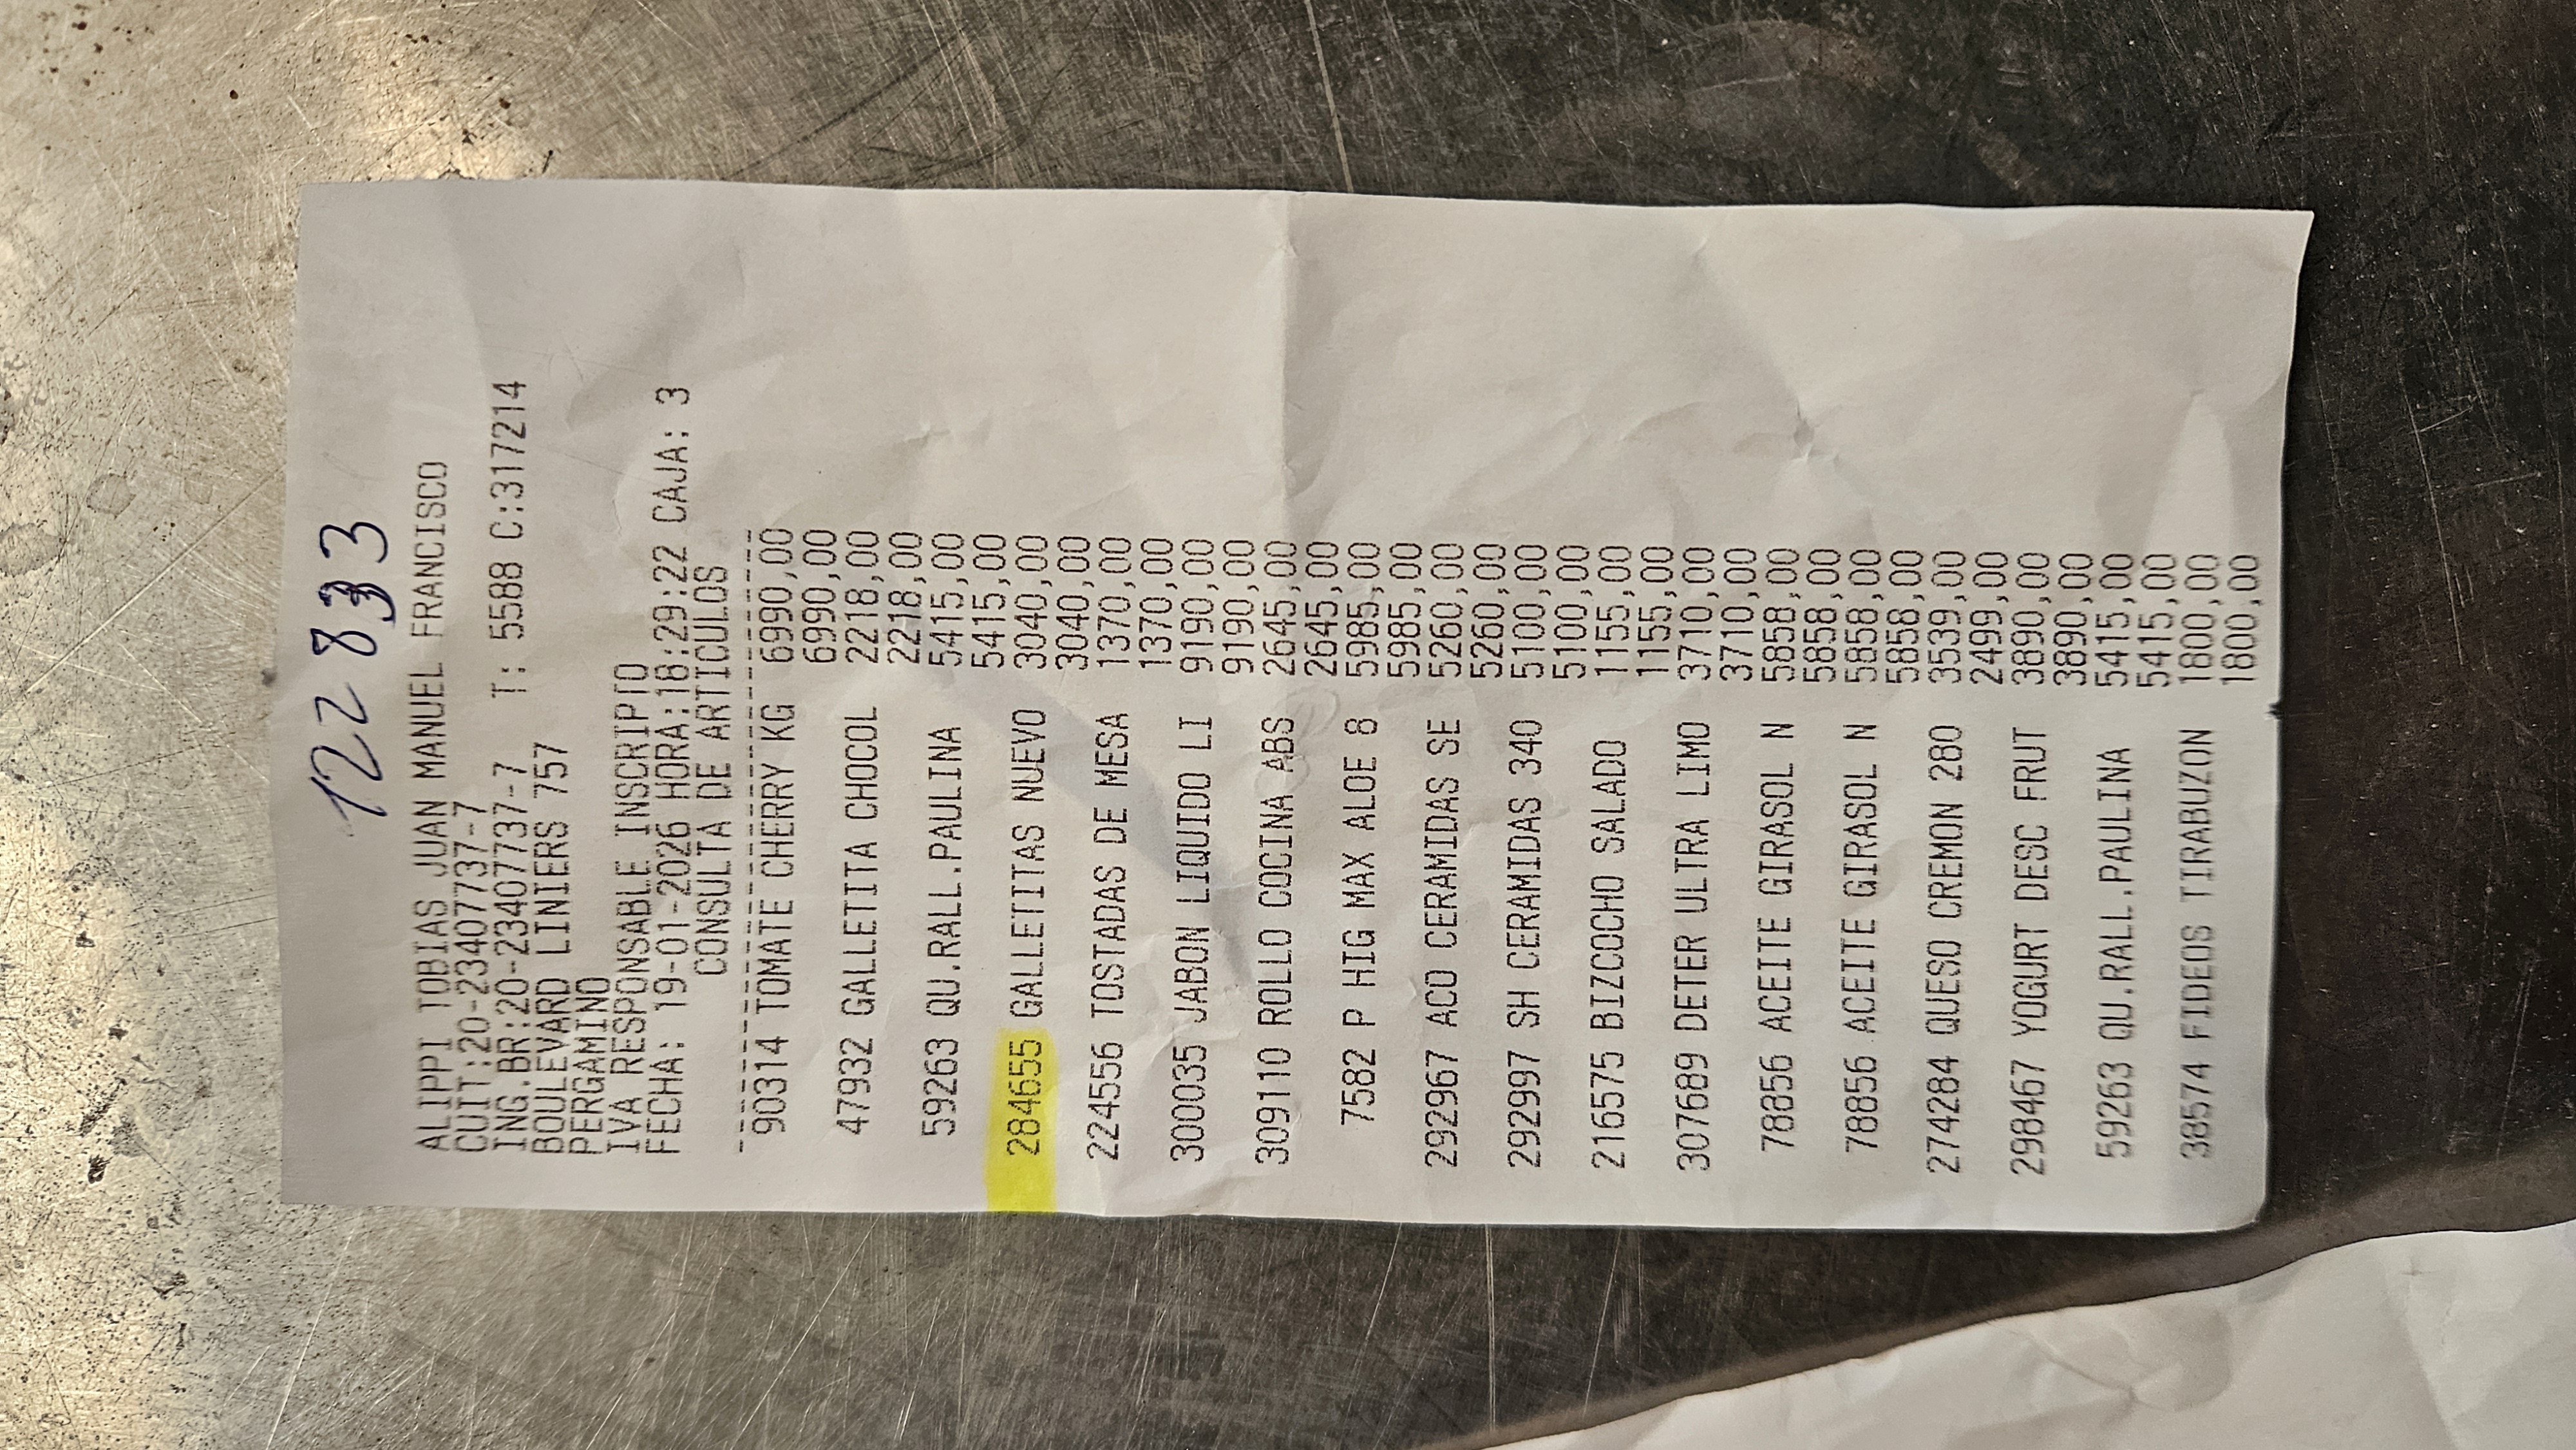 122833
ALIPPI TOBIAS JUAN MANUEL FRANCISCO
CUIT:20-23407737-7
ING.BR:20-23407737-7 T: 5588 C:317214
BOULEVARD LINIERS 757
PERGAMINO
IVA RESPONSABLE INSCRIPTO
FECHA: 19-01-2026 HORA:18:29:22 CAJA: 3
CONSULTA DE ARTICULOS
90314 TOMATE CHERRY KG 6990,00
6990,00
47932 GALLETITA CHOCOL 2218,00
2218,00
59263 QU.RALL.PAULINA 5415,00
5415,00
284655 GALLETITAS NUEVO 3040,00
3040,00
224556 TOSTADAS DE MESA 1370,00
1370,00
300035 JABON LIQUIDO LI 9190,00
9190,00
309110 ROLLO COCINA ABS 2645,00
2645,00
7582 P HIG MAX ALOE 8 5985,00
5985,00
292967 ACO CERAMIDAS SE 5260,00
5260,00
292997 SH CERAMIDAS 340 5100,00
5100,00
216575 BIZCOCHO SALADO 1155,00
1155,00
307689 DETER ULTRA LIMO 3710,00
3710,00
78856 ACEITE GIRASOL N 5858,00
5858,00
78856 ACEITE GIRASOL N 5858,00
5858,00
274284 QUESO CREMON 280 3539,00
2499,00
298467 YOGURT DESC FRUT 3890,00
3890,00
59263 QU.RALL.PAULINA 5415,00
5415,00
38574 FIDEOS TIRABUZON 1800,00
1800,00